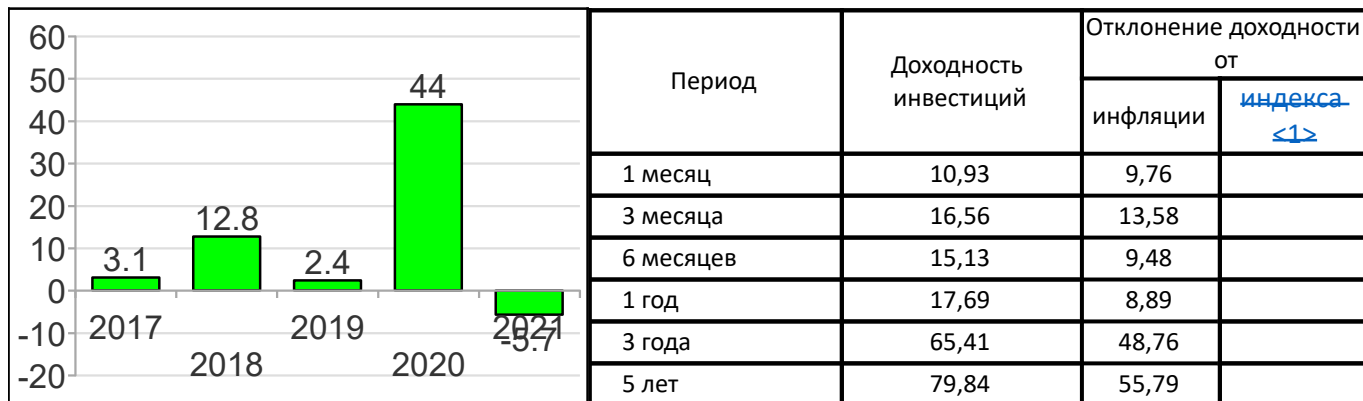 60
50
40
30
20
10
0
-10
-20
3.1
12.8
2.4
44
-5.7
2017
2018
2019
2020
2021
Период
Доходность
инвестиций
Отклонение доходности
от
инфляции
индекса
<1>
1 месяц 10,93 9,76
3 месяца 16,56 13,58
6 месяцев 15,13 9,48
1 год 17,69 8,89
3 года 65,41 48,76
5 лет 79,84 55,79